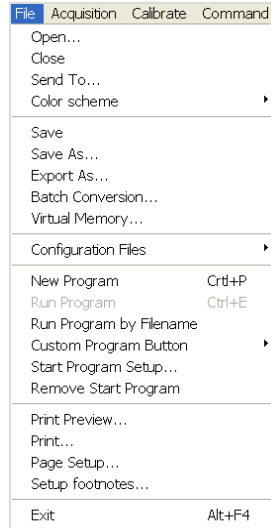 File Acquisition Calibrate Command
Open...
Close
Send To...
Color scheme
Save
Save As...
Export As...
Batch Conversion...
Virtual Memory...
Configuration Files
New Program Crtl+P
Run Program Ctrl+E
Run Program by Filename
Custom Program Button
Start Program Setup...
Remove Start Program
Print Preview...
Print...
Page Setup...
Setup footnotes...
Exit Alt+F4